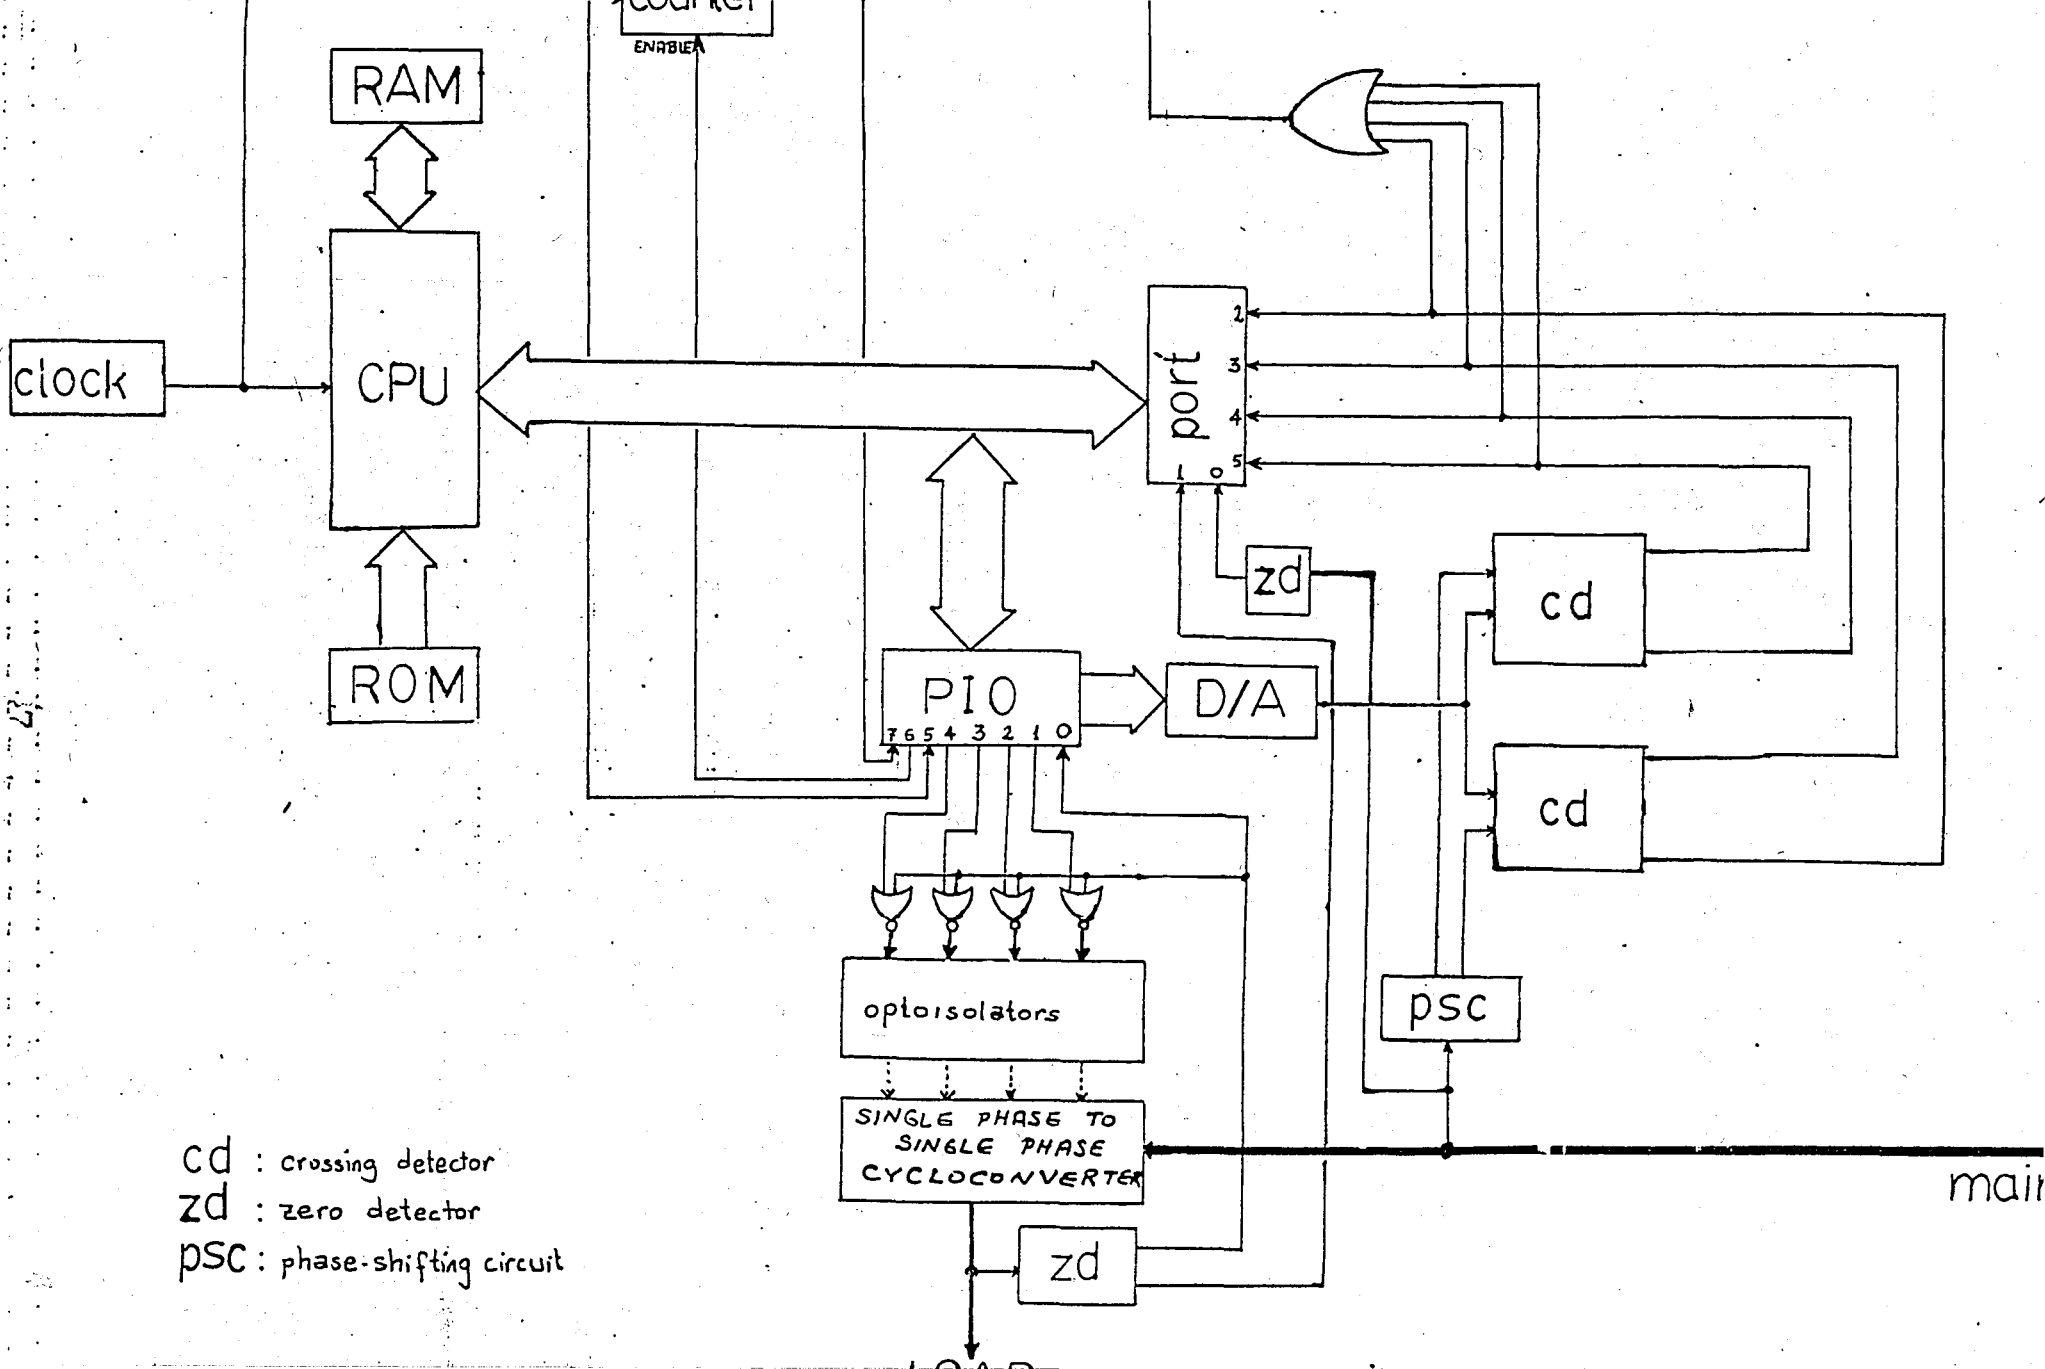 counter
ENABLE
RAM
CPU
clock
ROM
port
2
3
4
5
1
0
zd
cd
PIO
7 6 5 4 3 2 1 0
D/A
cd
psc
optoisolators
SINGLE PHASE TO
SINGLE PHASE
CYCLOCONVERTER
main
zd
cd : crossing detector
zd : zero detector
psc : phase-shifting circuit